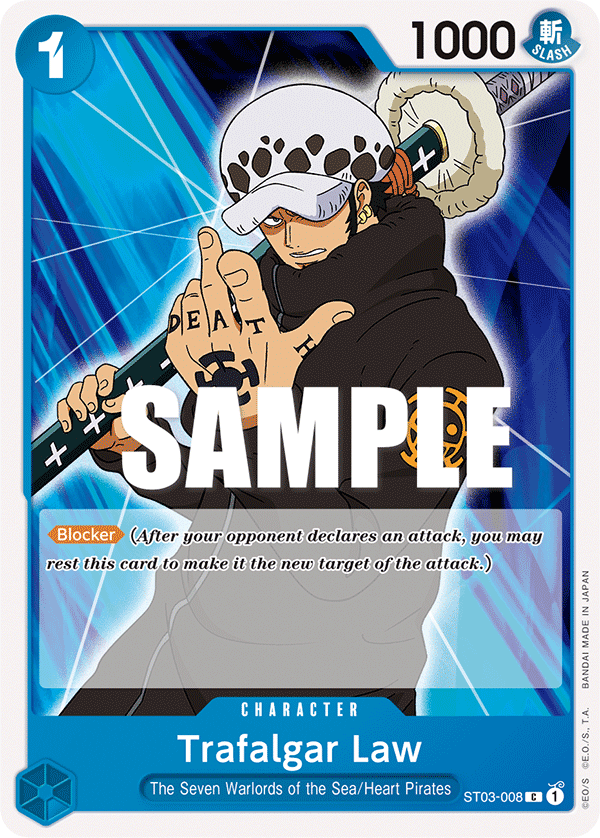 1
1000
斬
SLASH
DEATH
SAMPLE
Blocker (After your opponent declares an attack, you may
rest this card to make it the new target of the attack.)
CHARACTER
Trafalgar Law
The Seven Warlords of the Sea/Heart Pirates
ST03-008 C 1
©E.O./S ©E.O./S., T.A. BANDAI MADE IN JAPAN